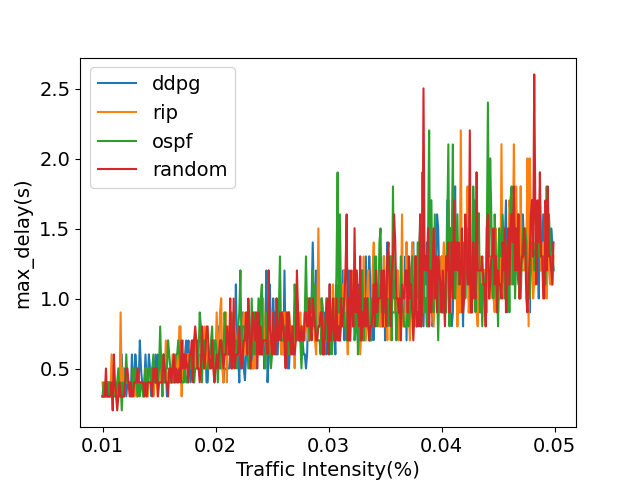 ddpg
rip
ospf
random
max_delay(s)
2.5
2.0
1.5
1.0
0.5
0.01 0.02 0.03 0.04 0.05
Traffic Intensity(%)